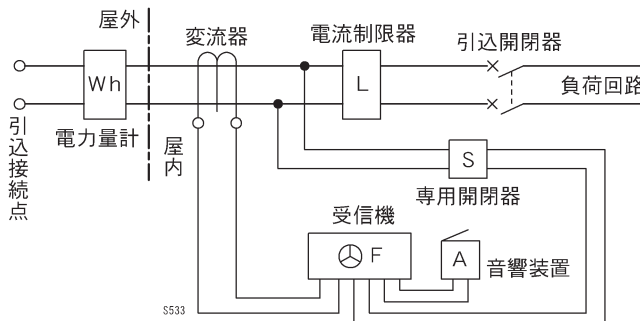 屋外
変流器
電流制限器
引込開閉器
Wh
L
負荷回路
引込接続点
電力量計
屋内
S
専用開閉器
受信機
F
A
音響装置
S533